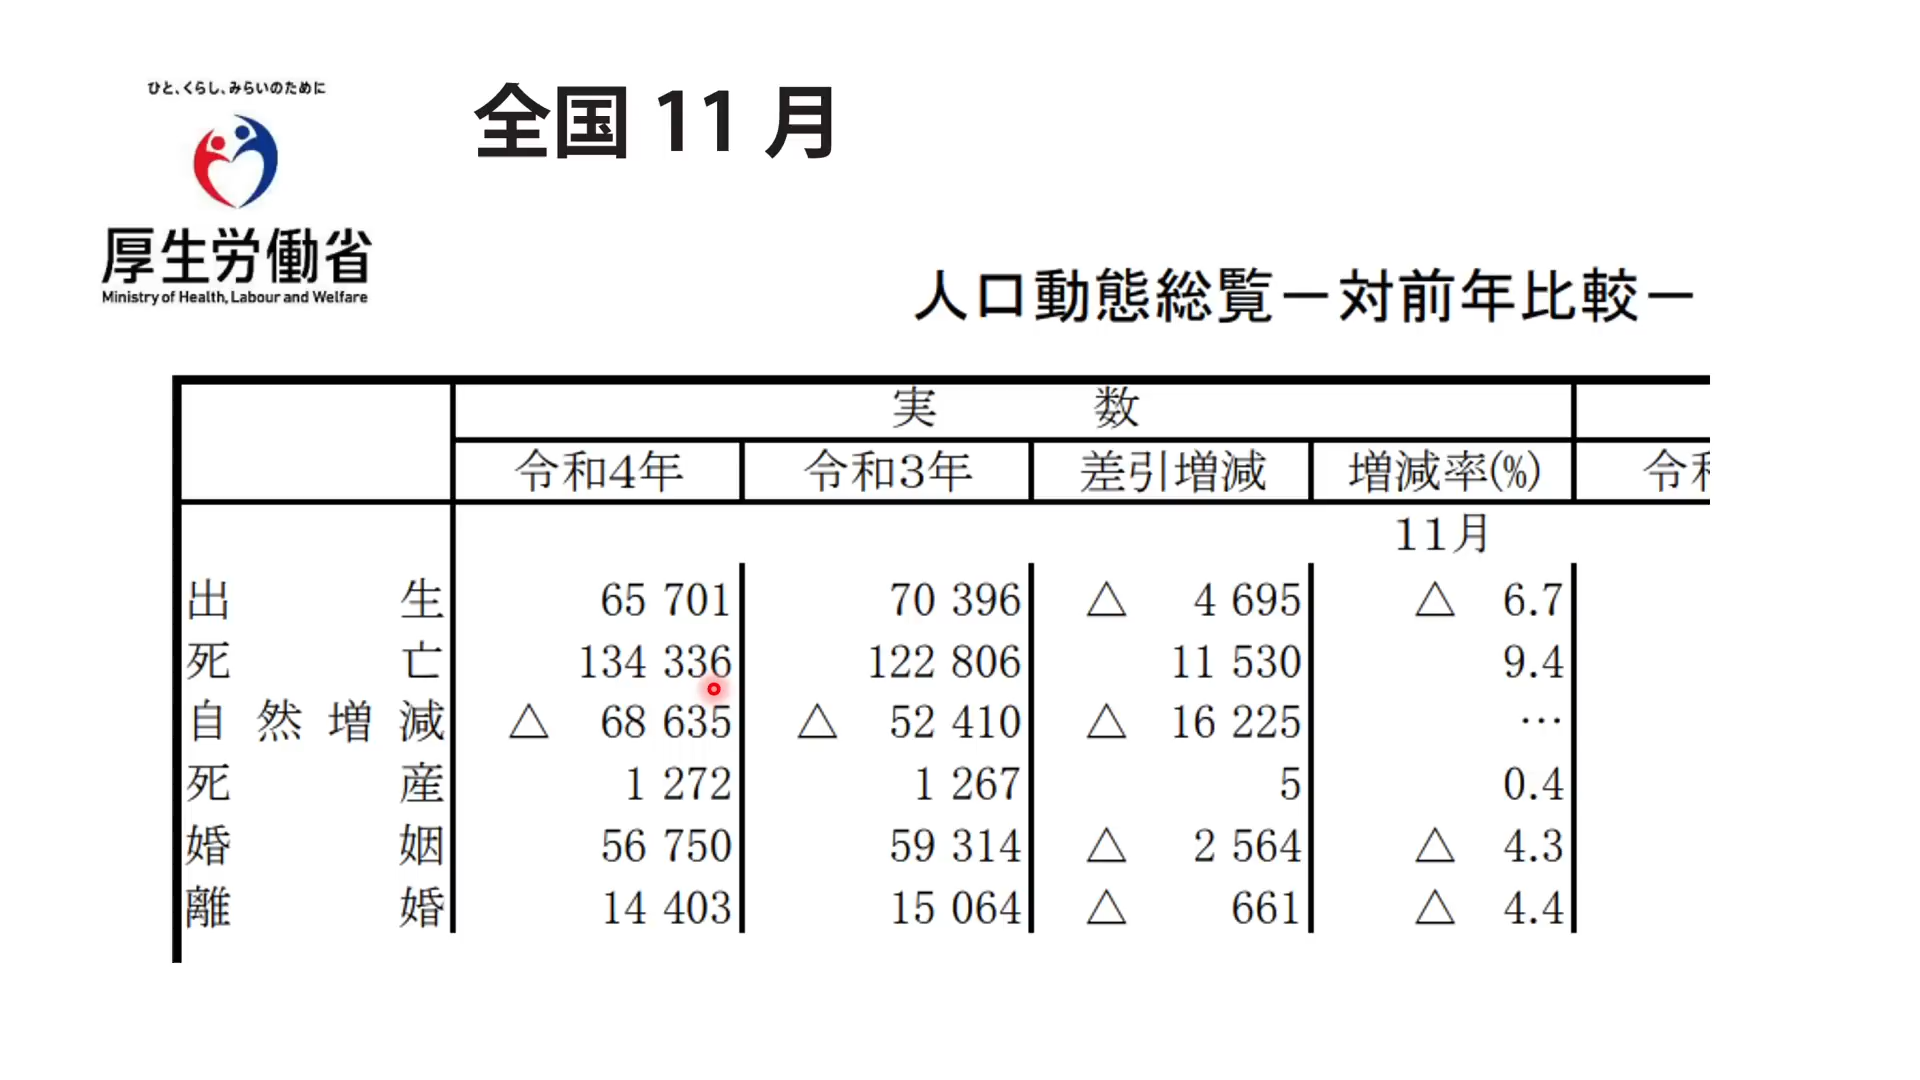 ひと、くらし、みらいのために
厚生労働省
Ministry of Health, Labour and Welfare
全国 11 月
人口動態総覧－対前年比較－
実数
令和4年 令和3年 差引増減 増減率(%) 令和
11月
出生 65 701 70 396 △ 4 695 △ 6.7
死亡 134 336 122 806 11 530 9.4
自然増減 △ 68 635 △ 52 410 △ 16 225 …
死産 1 272 1 267 5 0.4
婚姻 56 750 59 314 △ 2 564 △ 4.3
離婚 14 403 15 064 △ 661 △ 4.4